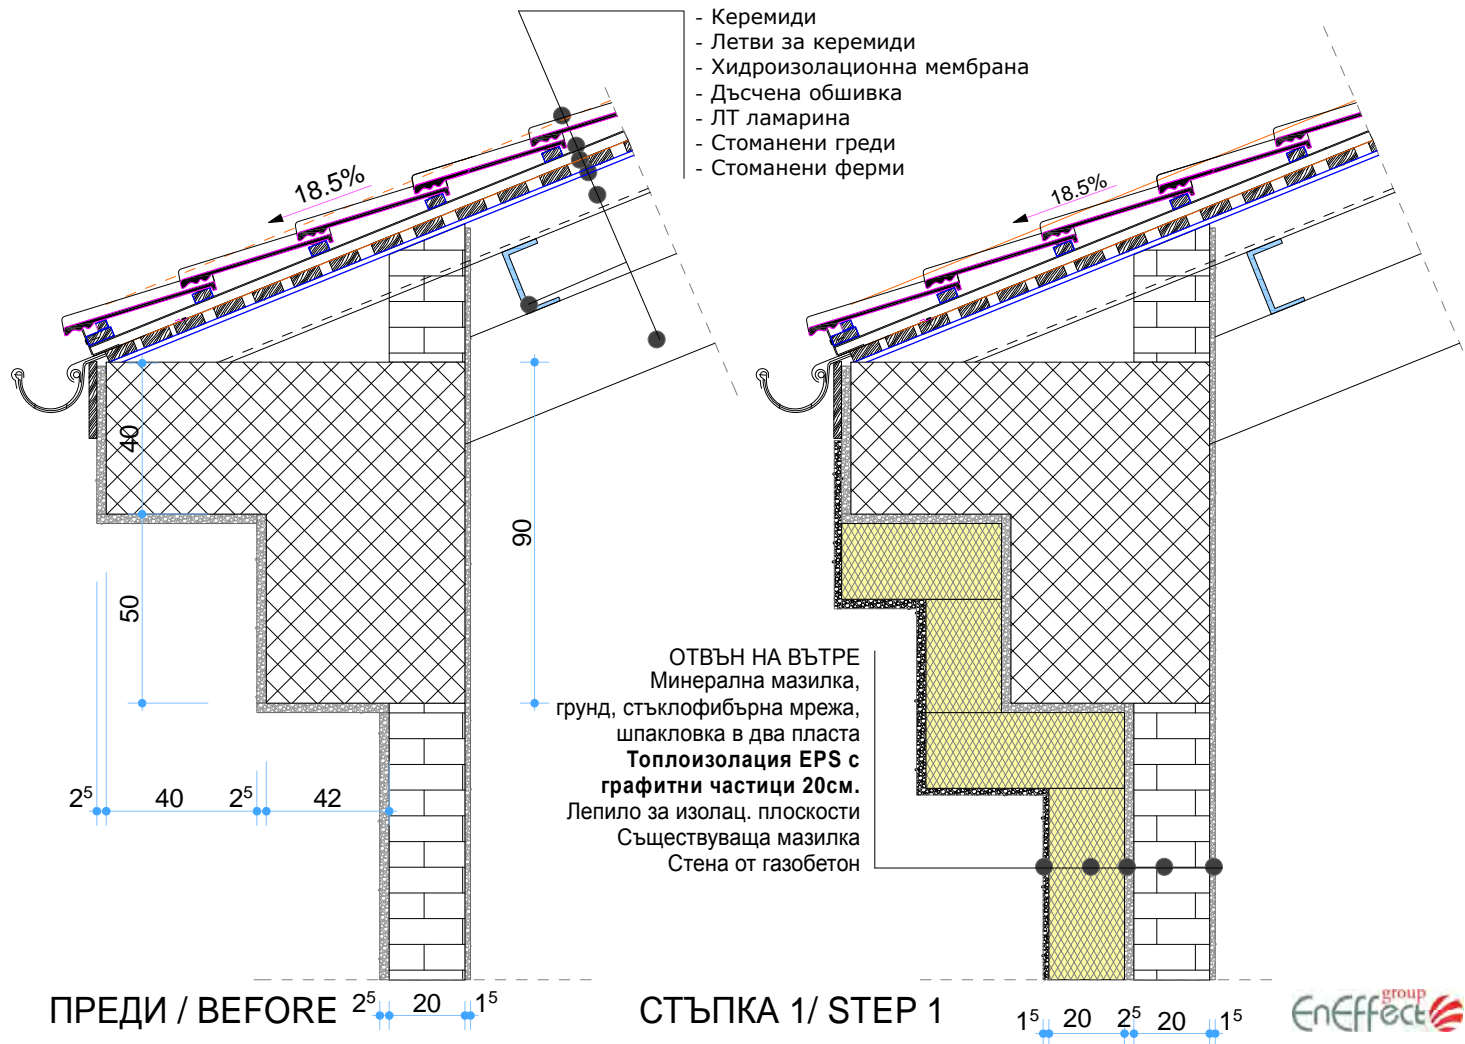 - Керемиди
- Летви за керемиди
- Хидроизолационна мембрана
- Дъсчена обшивка
- ЛТ ламарина
- Стоманени греди
- Стоманени ферми
18.5%
18.5%
40
50
90
2⁵
40
2⁵
42
ОТВЪН НА ВЪТРЕ
Минерална мазилка,
грунд, стъклофибърна мрежа,
шпакловка в два пласта
Топлоизолация EPS с
графитни частици 20см.
Лепило за изолац. плоскости
Съществуваща мазилка
Стена от газобетон
ПРЕДИ / BEFORE
2⁵
20
1⁵
СТЪПКА 1/ STEP 1
1⁵
20
2⁵
20
1⁵
EnEffect group